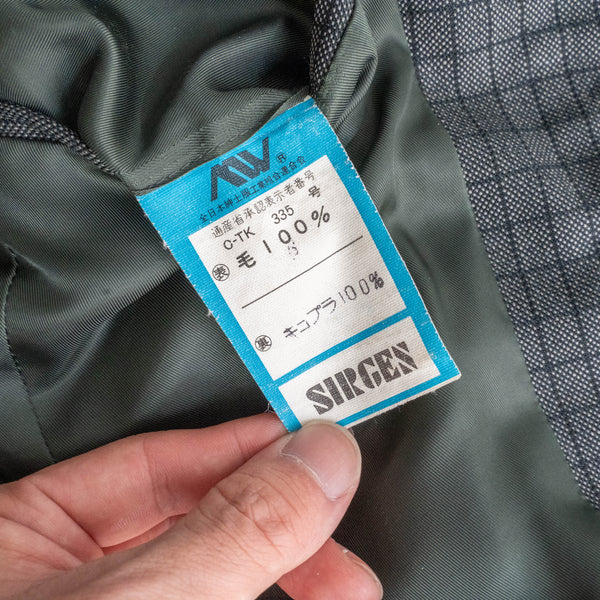 AW®
全日本紳士服工業組合連合会
通産省承認表示者番号
C-TK 335 号
表 毛100%
裏 キュプラ100%
SIRGEN